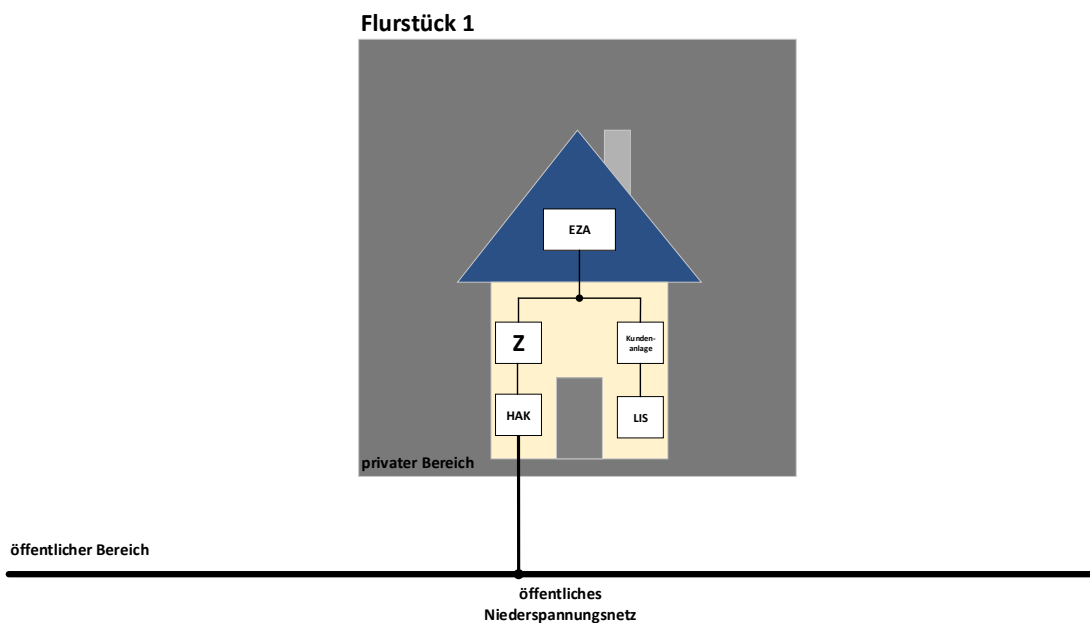 Flurstück 1
EZA
Z
Kunden-
anlage
HAK
LIS
privater Bereich
öffentlicher Bereich
öffentliches
Niederspannungsnetz